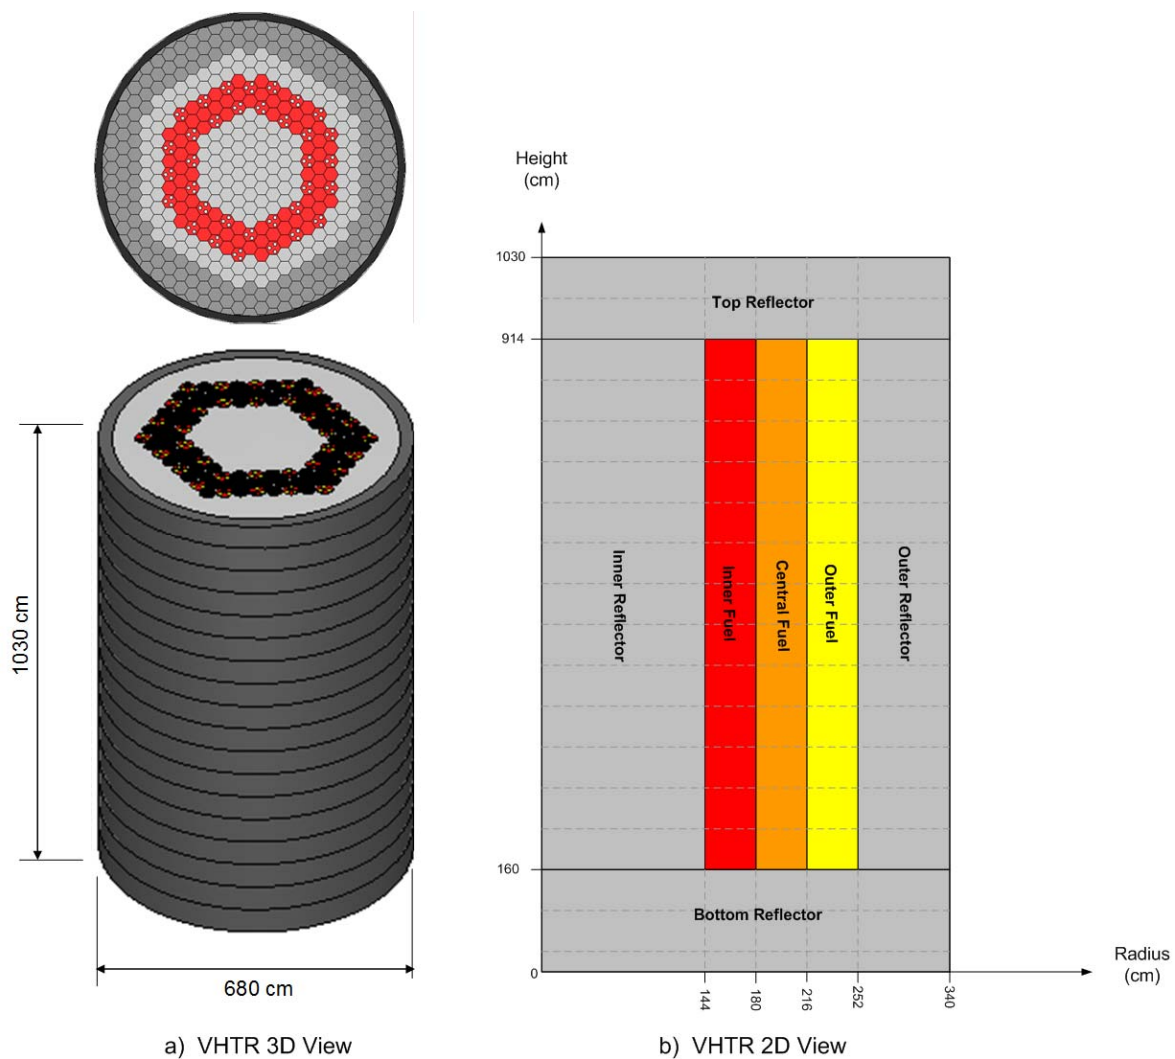 1030 cm
680 cm
a) VHTR 3D View
Height
(cm)
1030
914
160
0
Top Reflector
Inner Reflector
Inner Fuel
Central Fuel
Outer Fuel
Outer Reflector
Bottom Reflector
144
180
216
252
340
Radius
(cm)
b) VHTR 2D View